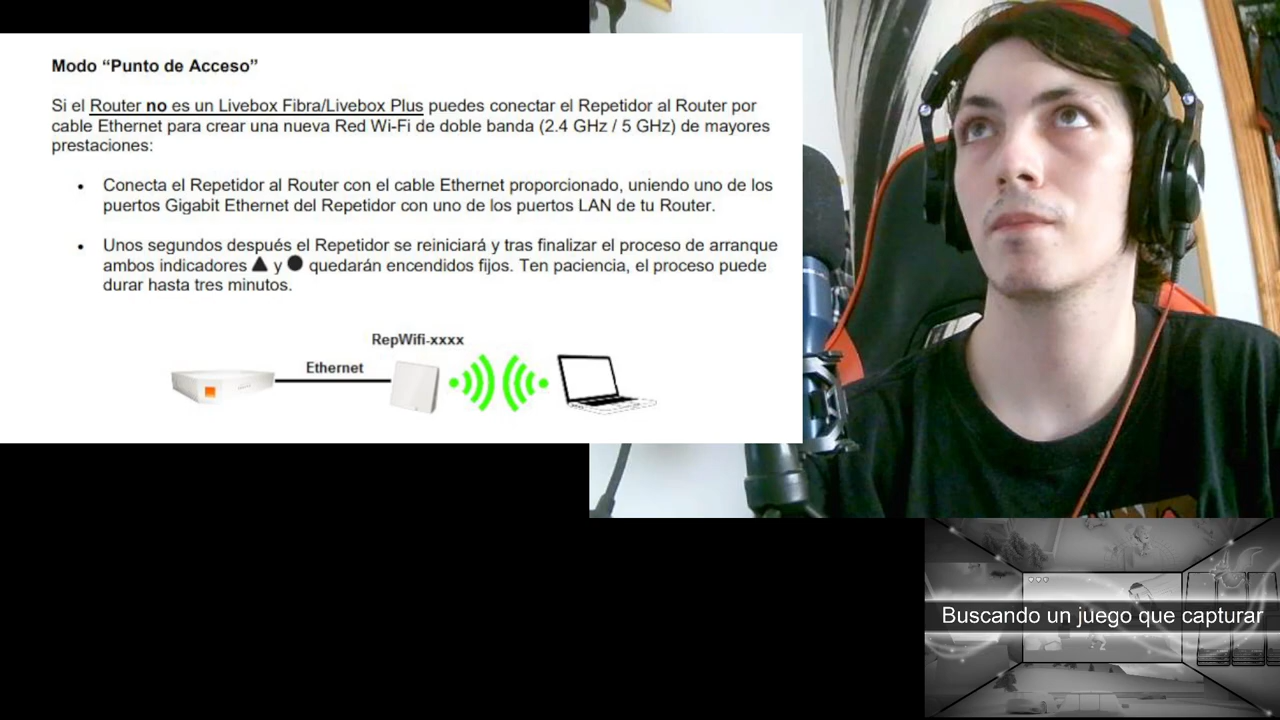 Modo “Punto de Acceso”
Si el Router no es un Livebox Fibra/Livebox Plus puedes conectar el Repetidor al Router por
cable Ethernet para crear una nueva Red Wi-Fi de doble banda (2.4 GHz / 5 GHz) de mayores
prestaciones:
• Conecta el Repetidor al Router con el cable Ethernet proporcionado, uniendo uno de los
puertos Gigabit Ethernet del Repetidor con uno de los puertos LAN de tu Router.
• Unos segundos después el Repetidor se reiniciará y tras finalizar el proceso de arranque
ambos indicadores ▲ y ● quedarán encendidos fijos. Ten paciencia, el proceso puede
durar hasta tres minutos.
RepWifi-xxxx
Ethernet
Buscando un juego que capturar